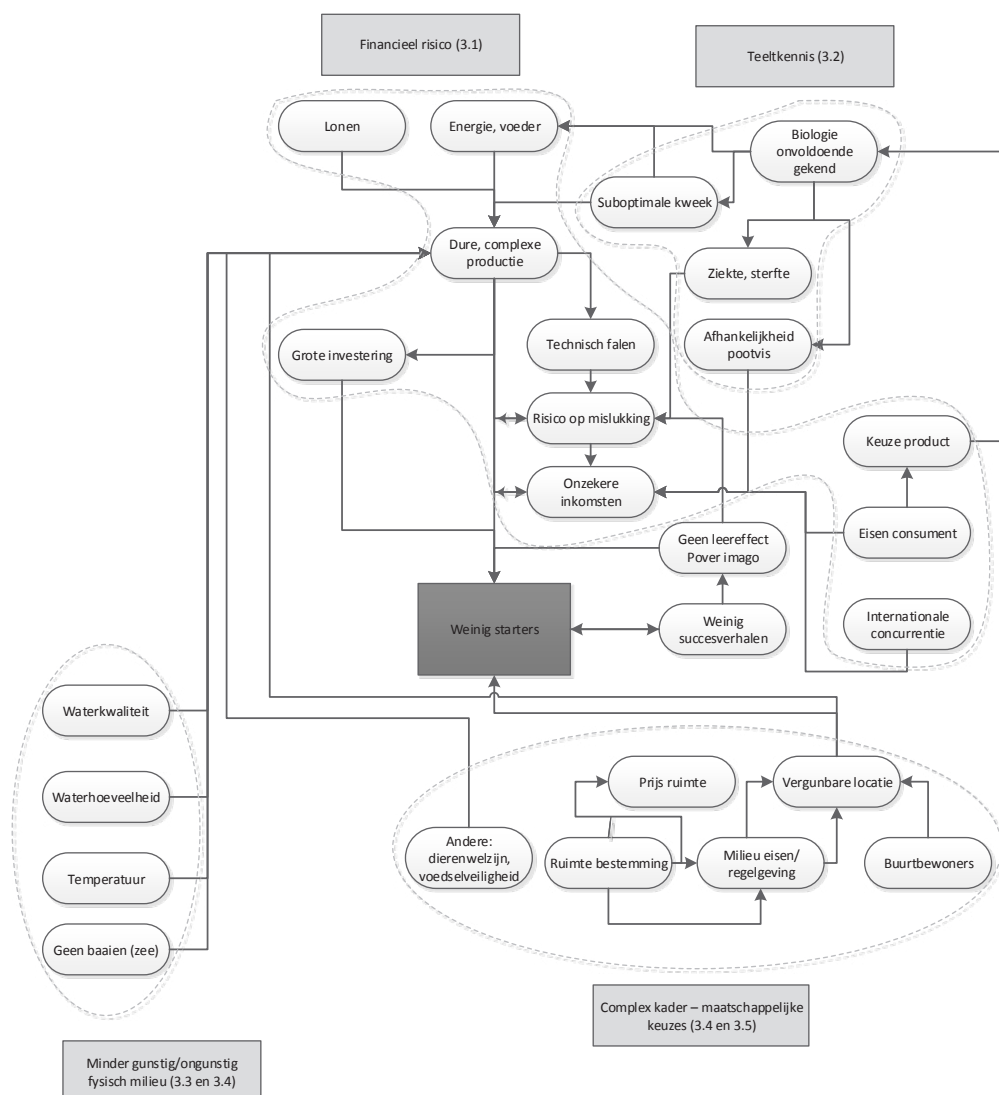 Financieel risico (3.1)
Teeltkennis (3.2)
Lonen
Energie, voeder
Biologie
onvoldoende
gekend
Suboptimale kweek
Dure, complexe
productie
Ziekte, sterfte
Technisch falen
Afhankelijkheid
pootvis
Grote investering
Risico op mislukking
Keuze product
Onzekere
inkomsten
Geen leereffect
Pover imago
Eisen consument
Weinig starters
Weinig
succesverhalen
Internationale
concurrentie
Waterkwaliteit
Waterhoeveelheid
Temperatuur
Geen baaien (zee)
Prijs ruimte
Vergunbare locatie
Andere:
dierenwelzijn,
voedselveiligheid
Ruimte bestemming
Milieu eisen/
regelgeving
Buurtbewoners
Complex kader – maatschappelijke
keuzes (3.4 en 3.5)
Minder gunstig/ongunstig
fysisch milieu (3.3 en 3.4)